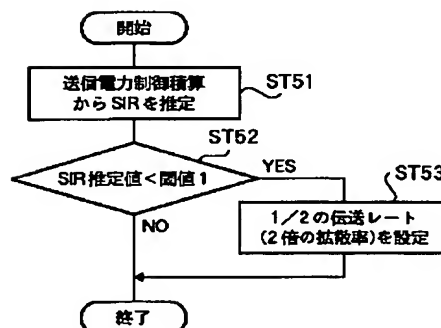 開始
送信電力制御積算
からSIRを推定
ST51
ST52
SIR推定値<閾値1
YES
ST53
NO
1/2の伝送レート
(2倍の拡散率)を設定
終了